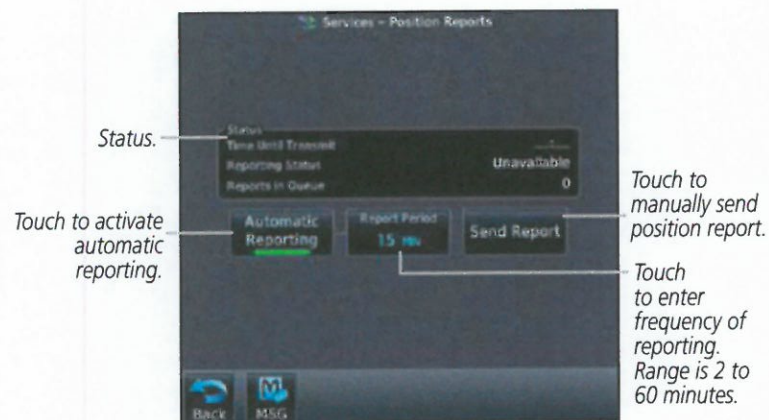 Services – Position Reports
Status.
Status
Time Until Transmit
_:_
Reporting Status
Unavailable
Reports in Queue
0
Touch to activate
automatic
reporting.
Automatic
Reporting
Report Period
15 MIN
Send Report
Touch to
manually send
position report.
Touch
to enter
frequency of
reporting.
Range is 2 to
60 minutes.
Back
MSG